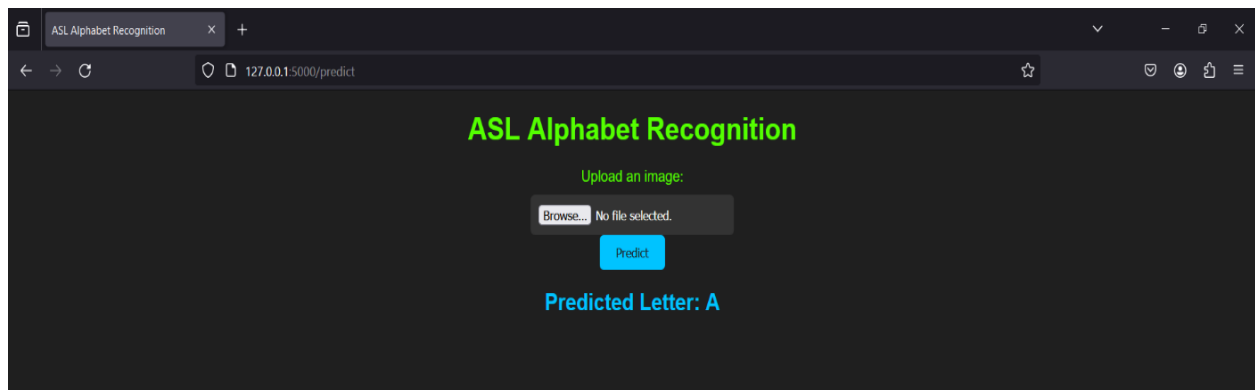 ASL Alphabet Recognition
127.0.0.1:5000/predict
ASL Alphabet Recognition
Upload an image:
Browse... No file selected.
Predict
Predicted Letter: A